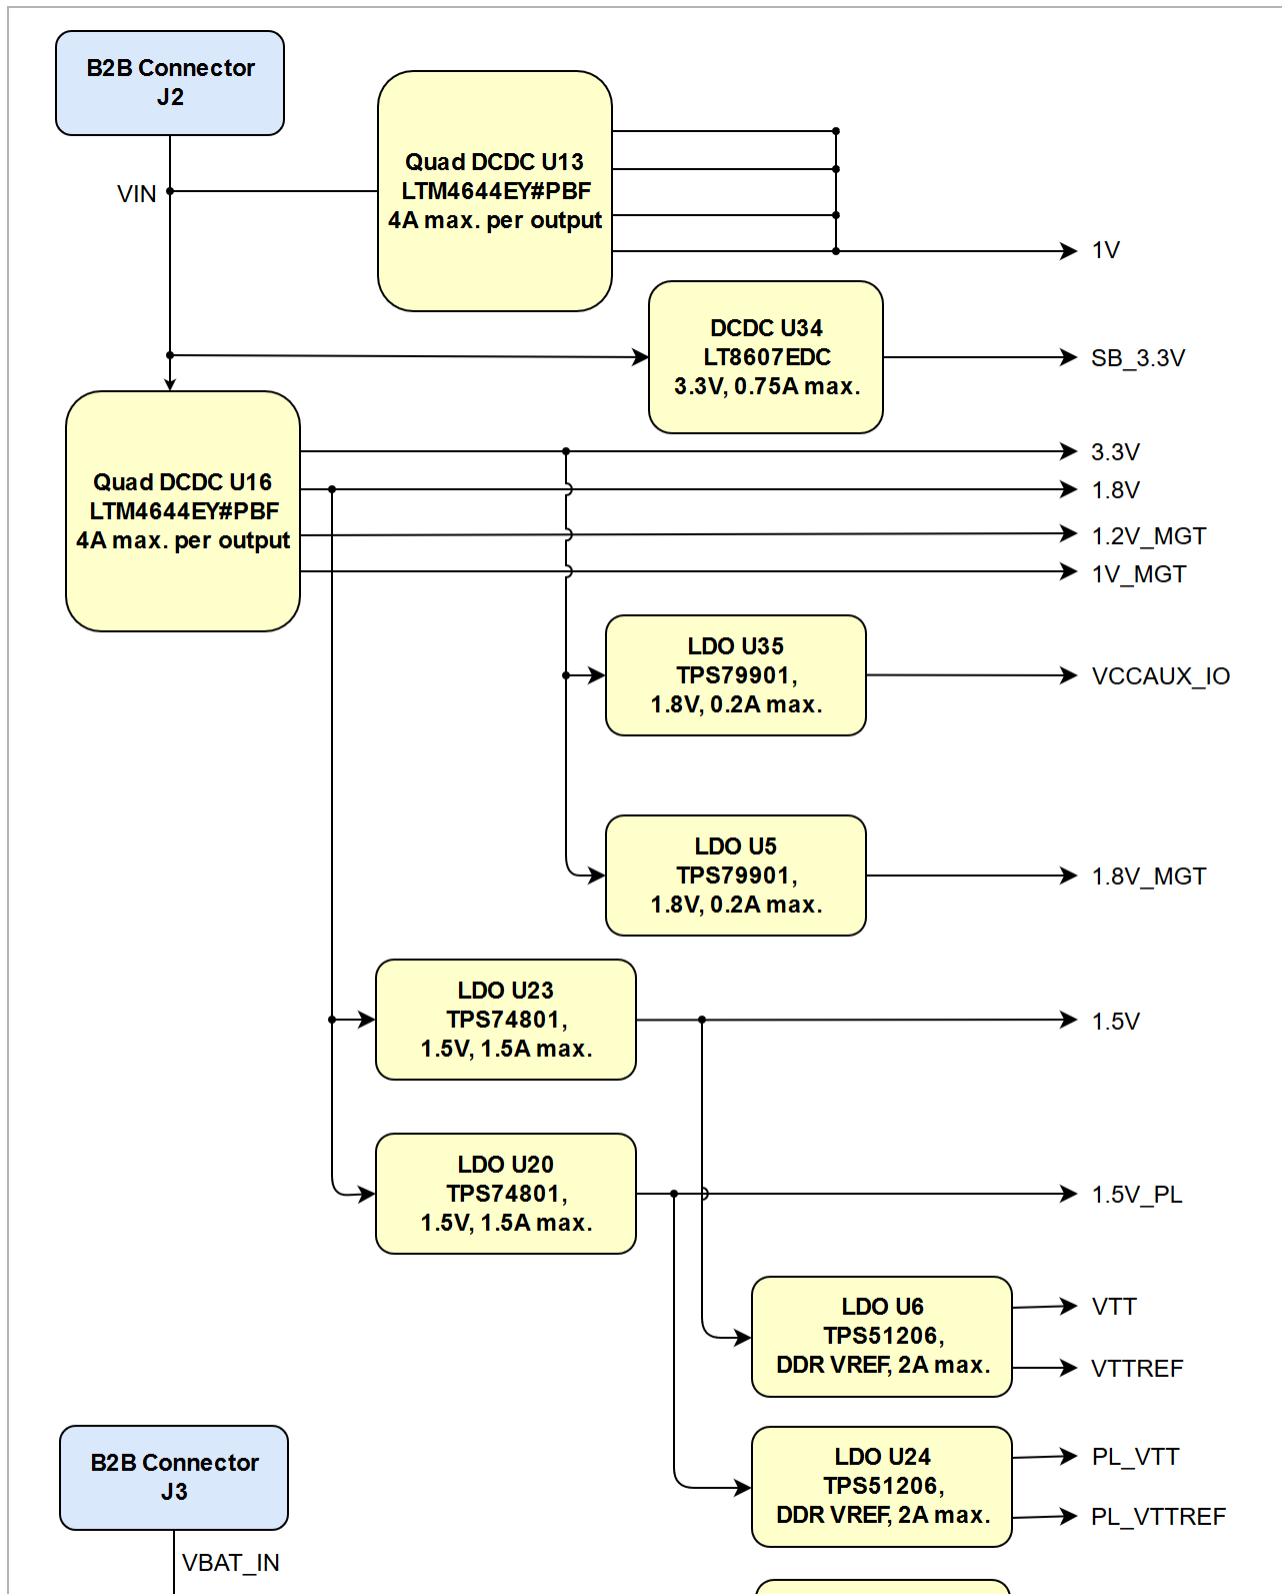 B2B Connector
J2
VIN
Quad DCDC U13
LTM4644EY#PBF
4A max. per output
1V
DCDC U34
LT8607EDC
3.3V, 0.75A max.
SB_3.3V
Quad DCDC U16
LTM4644EY#PBF
4A max. per output
3.3V
1.8V
1.2V_MGT
1V_MGT
LDO U35
TPS79901,
1.8V, 0.2A max.
VCCAUX_IO
LDO U5
TPS79901,
1.8V, 0.2A max.
1.8V_MGT
LDO U23
TPS74801,
1.5V, 1.5A max.
1.5V
LDO U20
TPS74801,
1.5V, 1.5A max.
1.5V_PL
LDO U6
TPS51206,
DDR VREF, 2A max.
VTT
VTTREF
LDO U24
TPS51206,
DDR VREF, 2A max.
PL_VTT
PL_VTTREF
B2B Connector
J3
VBAT_IN